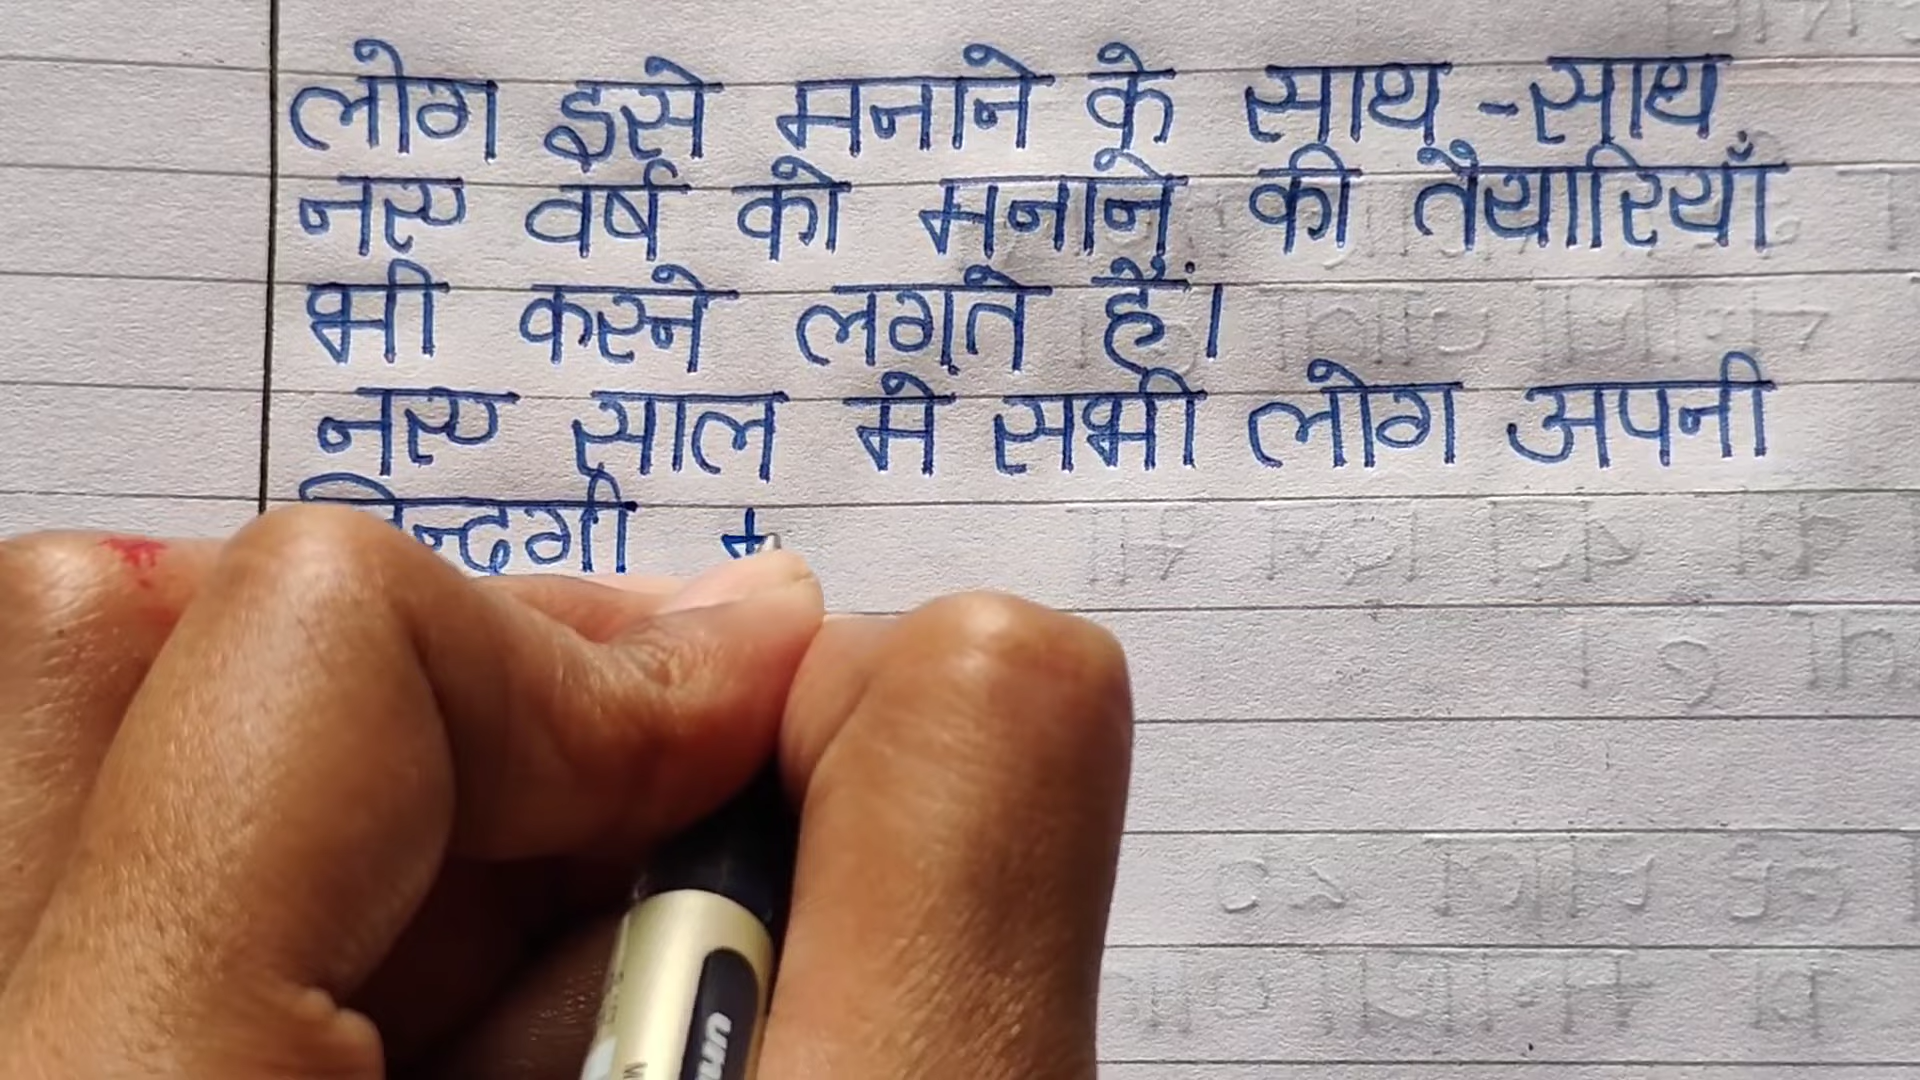 लोग इसे मनाने के साथ-साथ
नए वर्ष को मनाने की तैयारियाँ
भी करने लगते हैं।
नए साल मे सभी लोग अपनी